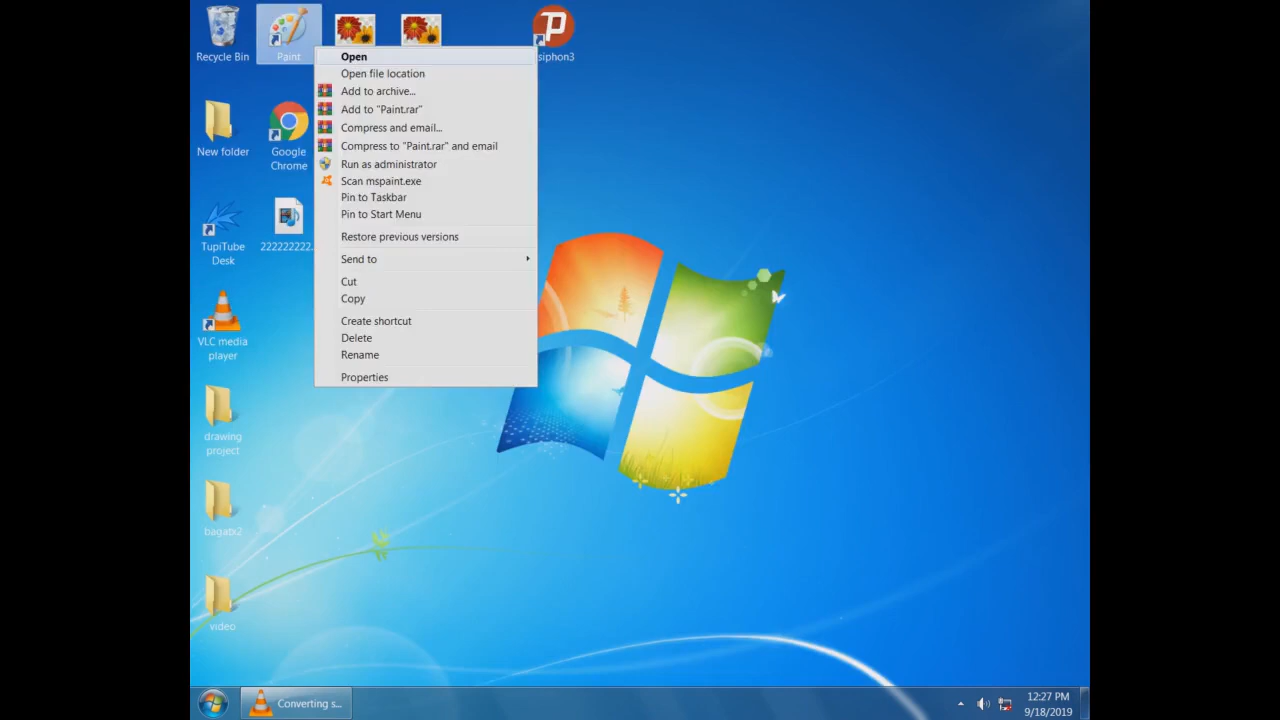 Recycle Bin
Paint
siphon3
Open
Open file location
Add to archive...
Add to "Paint.rar"
Compress and email...
Compress to "Paint.rar" and email
Run as administrator
Scan mspaint.exe
Pin to Taskbar
Pin to Start Menu
Restore previous versions
Send to
Cut
Copy
Create shortcut
Delete
Rename
Properties
New folder
Google
Chrome
TupiTube
Desk
222222222.
VLC media
player
drawing
project
video
Converting s...
12:27 PM
9/18/2019